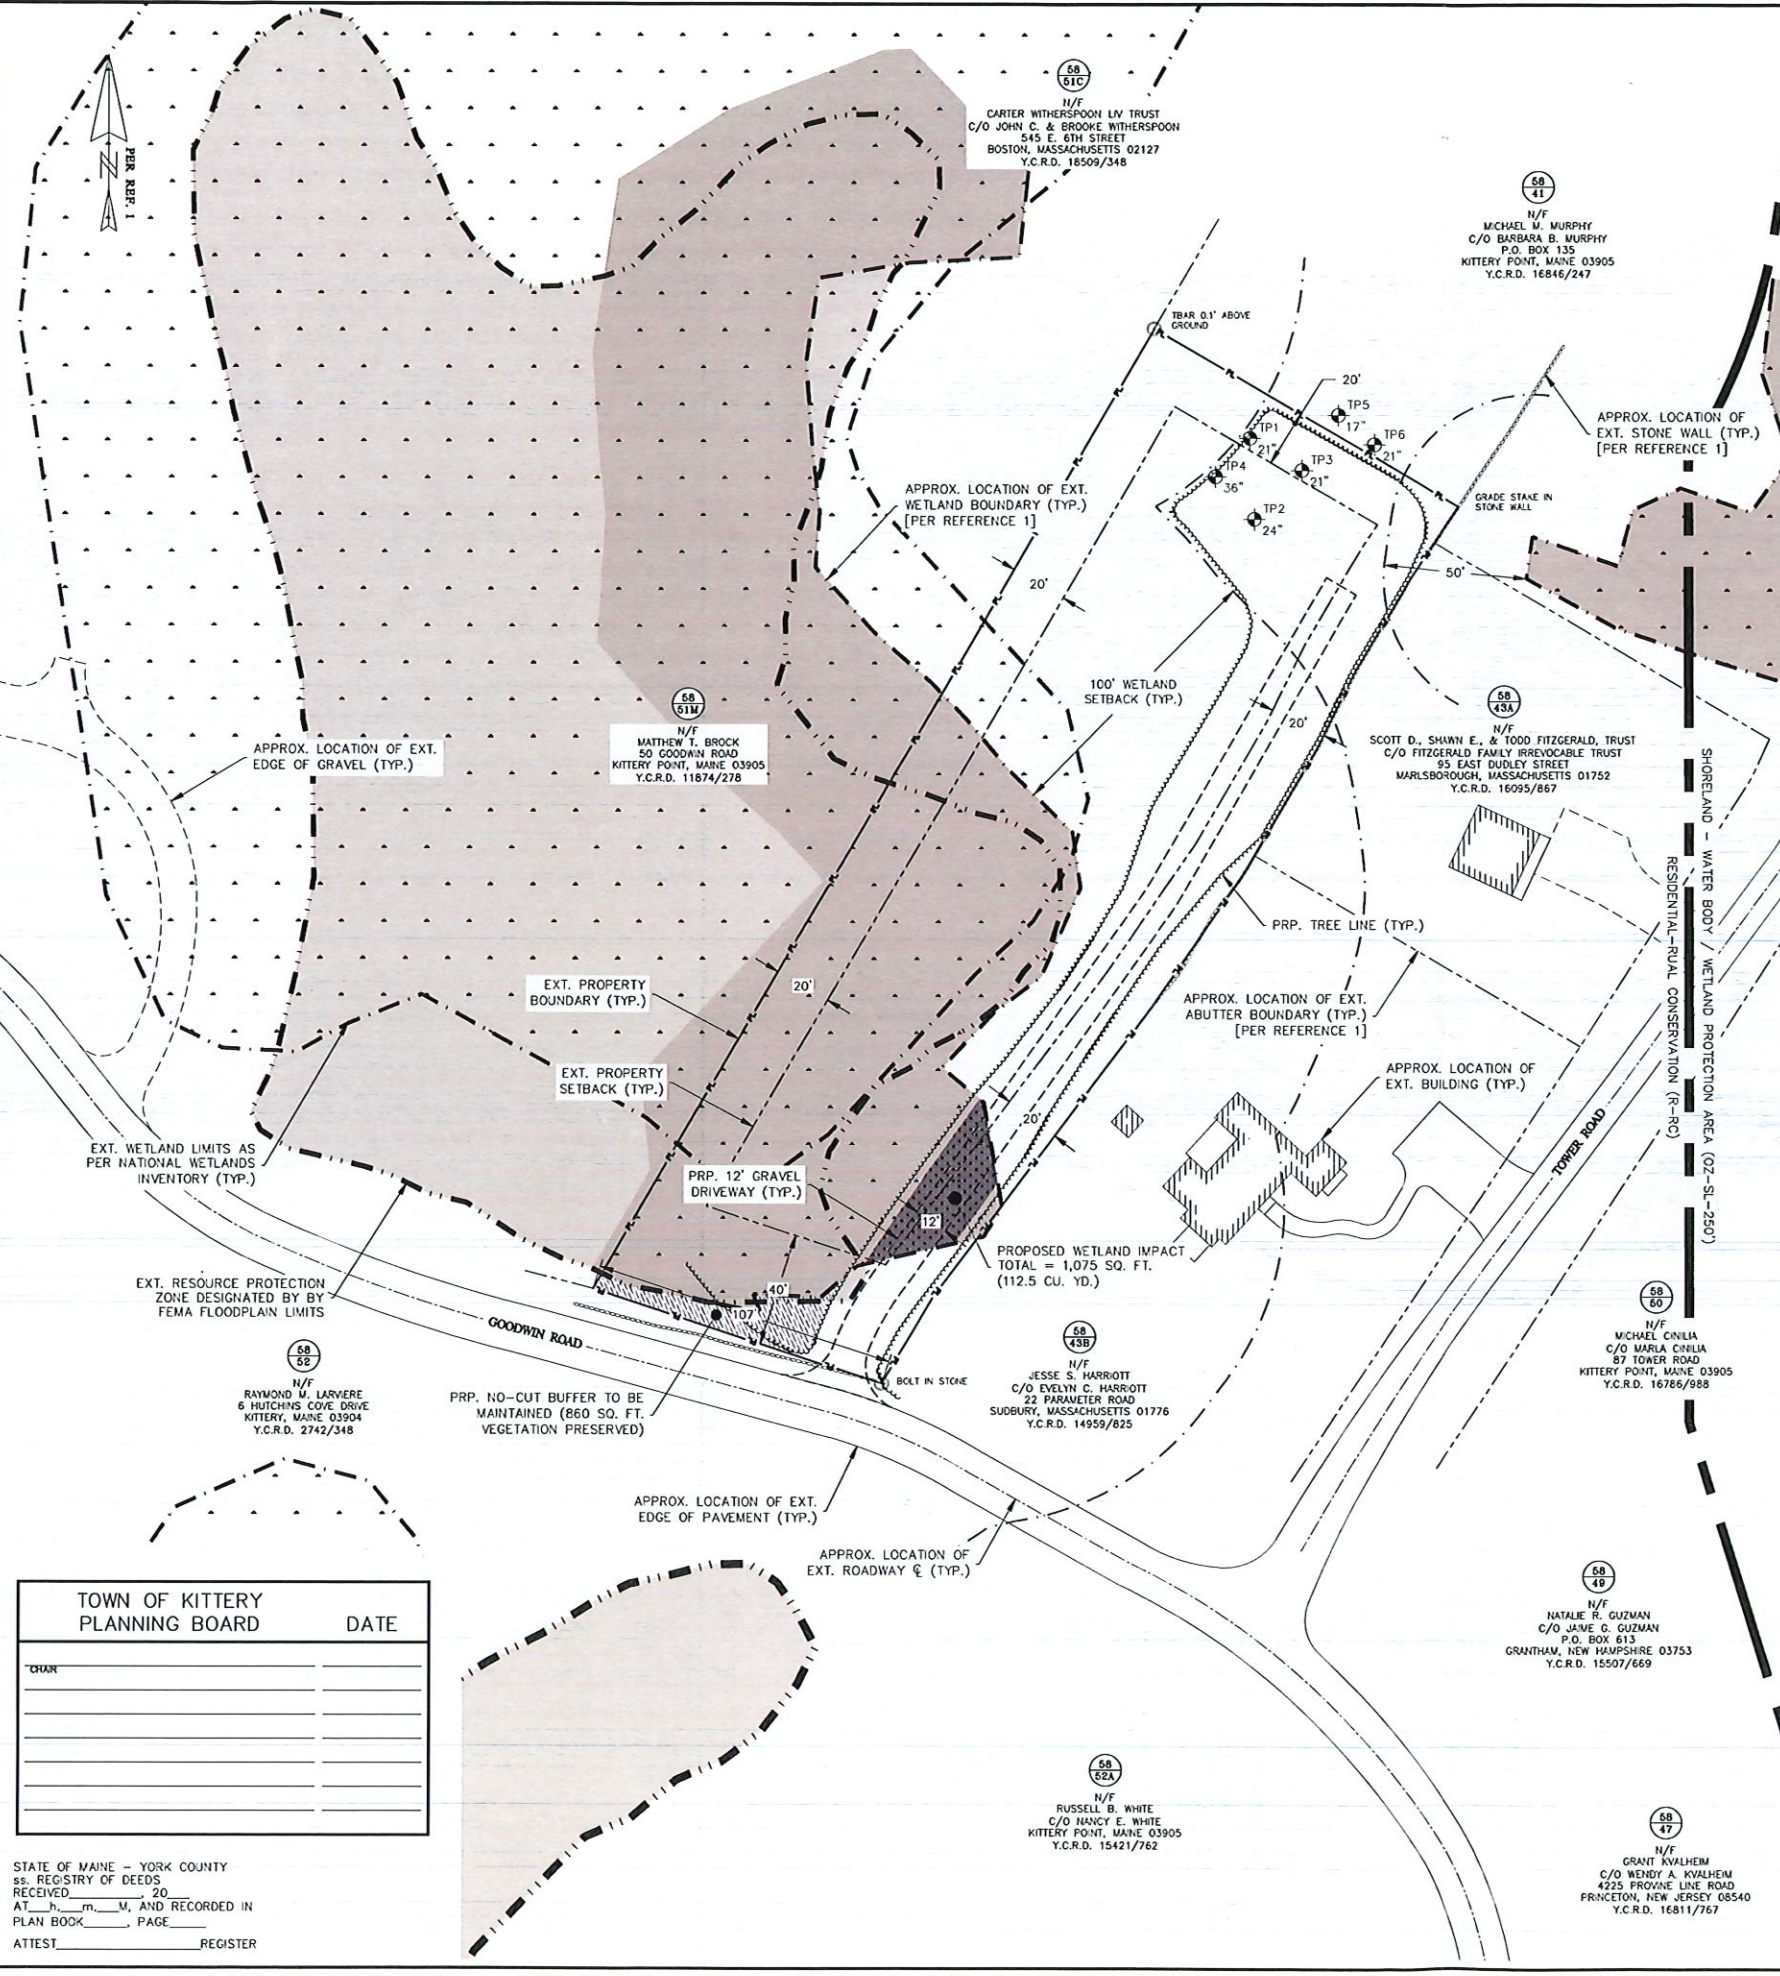 PER REF. 1
58
51C
N/F
CARTER WITHERSPOON LIV TRUST
C/O JOHN C. & BROOKE WITHERSPOON
545 E. 6TH STREET
BOSTON, MASSACHUSETTS 02127
Y.C.R.D. 18509/348
58
41
N/F
MICHAEL M. MURPHY
C/O BARBARA B. MURPHY
P.O. BOX 135
KITTERY POINT, MAINE 03905
Y.C.R.D. 16846/247
TBAR 0.1' ABOVE
GROUND
20'
TP5
17"
TP1
21"
TP6
21"
TP3
21"
TP4
36"
TP2
24"
APPROX. LOCATION OF
EXT. STONE WALL (TYP.)
[PER REFERENCE 1]
GRADE STAKE IN
STONE WALL
APPROX. LOCATION OF EXT.
WETLAND BOUNDARY (TYP.)
[PER REFERENCE 1]
20'
50'
100' WETLAND
SETBACK (TYP.)
20'
58
51M
N/F
MATTHEW T. BROCK
50 GOODWIN ROAD
KITTERY POINT, MAINE 03905
Y.C.R.D. 11874/278
58
43A
N/F
SCOTT D., SHAWN E., & TODD FITZGERALD, TRUST
C/O FITZGERALD FAMILY IRREVOCABLE TRUST
95 EAST DUDLEY STREET
MARLSBOROUGH, MASSACHUSETTS 01752
Y.C.R.D. 16095/867
APPROX. LOCATION OF EXT.
EDGE OF GRAVEL (TYP.)
SHORELAND - WATER BODY / WETLAND PROTECTION AREA (OZ-SL-250')
RESIDENTIAL-RUAL CONSERVATION (R-RC)
PRP. TREE LINE (TYP.)
EXT. PROPERTY
BOUNDARY (TYP.)
20'
APPROX. LOCATION OF EXT.
ABUTTER BOUNDARY (TYP.)
[PER REFERENCE 1]
EXT. PROPERTY
SETBACK (TYP.)
APPROX. LOCATION OF
EXT. BUILDING (TYP.)
20'
TOWER ROAD
EXT. WETLAND LIMITS AS
PER NATIONAL WETLANDS
INVENTORY (TYP.)
PRP. 12' GRAVEL
DRIVEWAY (TYP.)
12'
PROPOSED WETLAND IMPACT
TOTAL = 1,075 SQ. FT.
(112.5 CU. YD.)
EXT. RESOURCE PROTECTION
ZONE DESIGNATED BY BY
FEMA FLOODPLAIN LIMITS
40'
107'
GOODWIN ROAD
58
52
N/F
RAYMOND M. LARVIERE
6 HUTCHINS COVE DRIVE
KITTERY, MAINE 03904
Y.C.R.D. 2742/348
BOLT IN STONE
58
43B
N/F
JESSE S. HARRIOTT
C/O EVELYN C. HARRIOTT
22 PARAMETER ROAD
SUDBURY, MASSACHUSETTS 01776
Y.C.R.D. 14959/825
58
50
N/F
MICHAEL CINILIA
C/O MARLA CINILIA
87 TOWER ROAD
KITTERY POINT, MAINE 03905
Y.C.R.D. 16786/988
PRP. NO-CUT BUFFER TO BE
MAINTAINED (860 SQ. FT.
VEGETATION PRESERVED)
APPROX. LOCATION OF EXT.
EDGE OF PAVEMENT (TYP.)
APPROX. LOCATION OF
EXT. ROADWAY ℄ (TYP.)
58
49
N/F
NATALIE R. GUZMAN
C/O JAIME G. GUZMAN
P.O. BOX 613
GRANTHAM, NEW HAMPSHIRE 03753
Y.C.R.D. 15507/669
TOWN OF KITTERY
PLANNING BOARD DATE
CHAIR
58
52A
N/F
RUSSELL B. WHITE
C/O NANCY E. WHITE
KITTERY POINT, MAINE 03905
Y.C.R.D. 15421/762
58
47
N/F
GRANT KVALHEIM
C/O WENDY A. KVALHEIM
4225 PROVINE LINE ROAD
PRINCETON, NEW JERSEY 08540
Y.C.R.D. 16811/767
STATE OF MAINE - YORK COUNTY
ss. REGISTRY OF DEEDS
RECEIVED________, 20__
AT__h,__m,__M, AND RECORDED IN
PLAN BOOK_____, PAGE____
ATTEST________________REGISTER